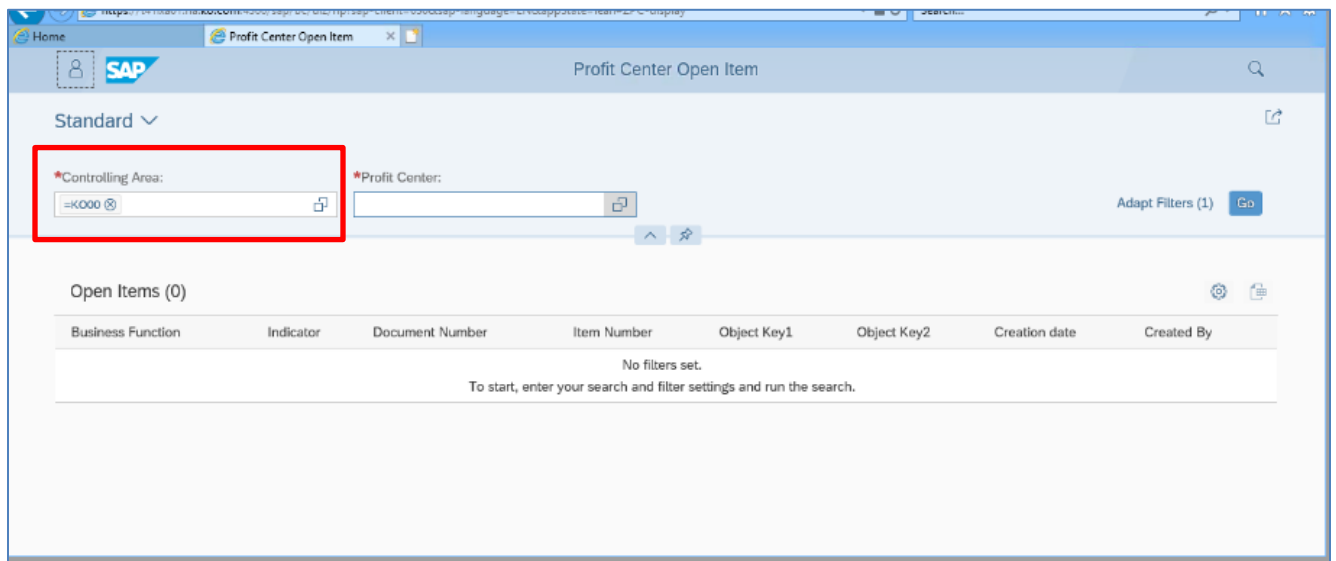 Search...
Home
Profit Center Open Item
SAP
Profit Center Open Item
Standard
*Controlling Area:
*Profit Center:
=KO00
Adapt Filters (1)
Go
Open Items (0)
Business Function Indicator Document Number Item Number Object Key1 Object Key2 Creation date Created By
No filters set.
To start, enter your search and filter settings and run the search.